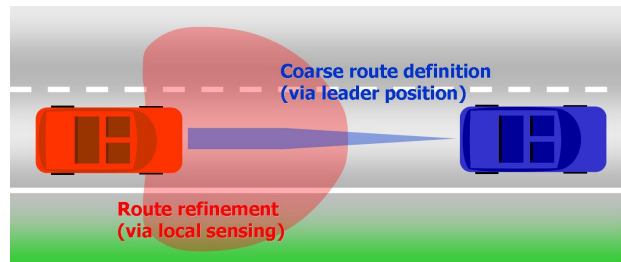 Coarse route definition
(via leader position)
Route refinement
(via local sensing)